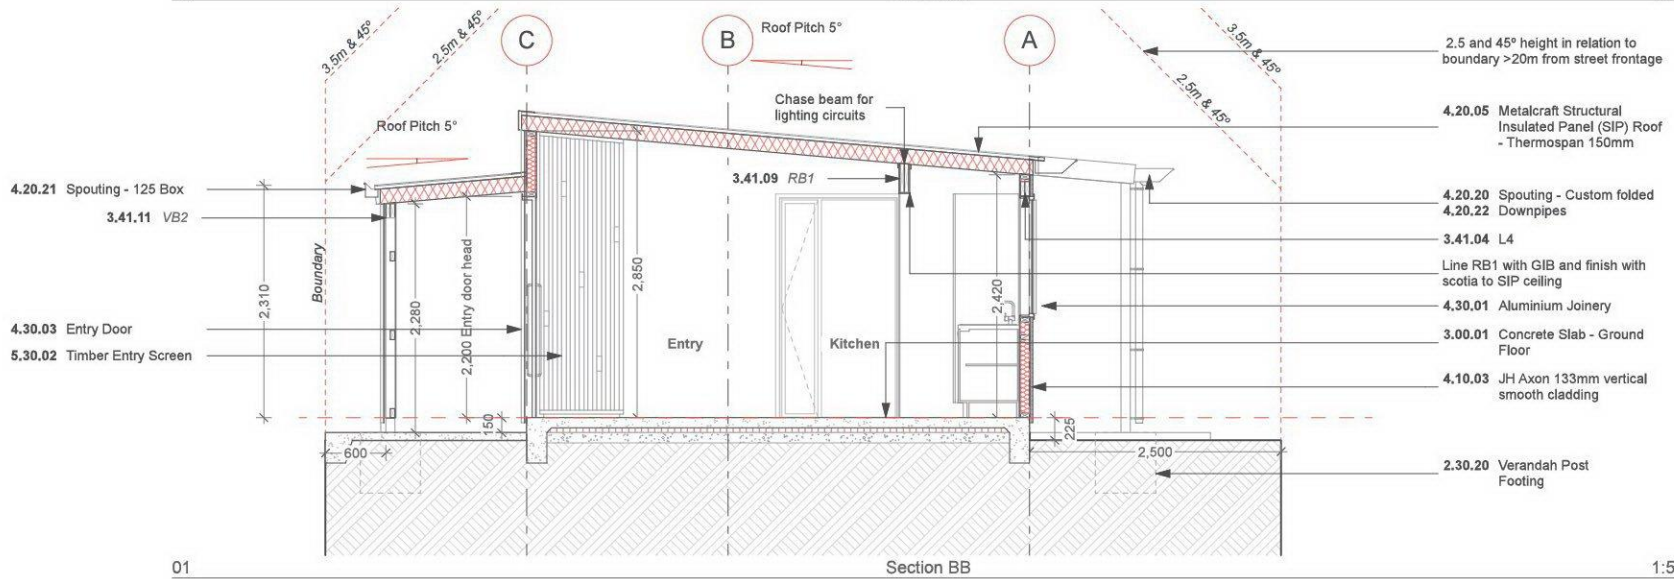 3.5m & 45º
2.5m & 45º
C
B
Roof Pitch 5°
A
3.5m & 45º
2.5m & 45º
2.5 and 45º height in relation to
boundary >20m from street frontage
Roof Pitch 5°
Chase beam for
lighting circuits
4.20.05 Metalcraft Structural
Insulated Panel (SIP) Roof
- Thermospan 150mm
4.20.21 Spouting - 125 Box
3.41.11 VB2
3.41.09 RB1
4.20.20 Spouting - Custom folded
4.20.22 Downpipes
3.41.04 L4
Line RB1 with GIB and finish with
scotia to SIP ceiling
Boundary
2,310
2,280
2,200 Entry door head
2,850
2,420
4.30.03 Entry Door
5.30.02 Timber Entry Screen
Entry
Kitchen
4.30.01 Aluminium Joinery
3.00.01 Concrete Slab - Ground
Floor
4.10.03 JH Axon 133mm vertical
smooth cladding
150
225
600
2,500
2.30.20 Verandah Post
Footing
01
Section BB
1:5